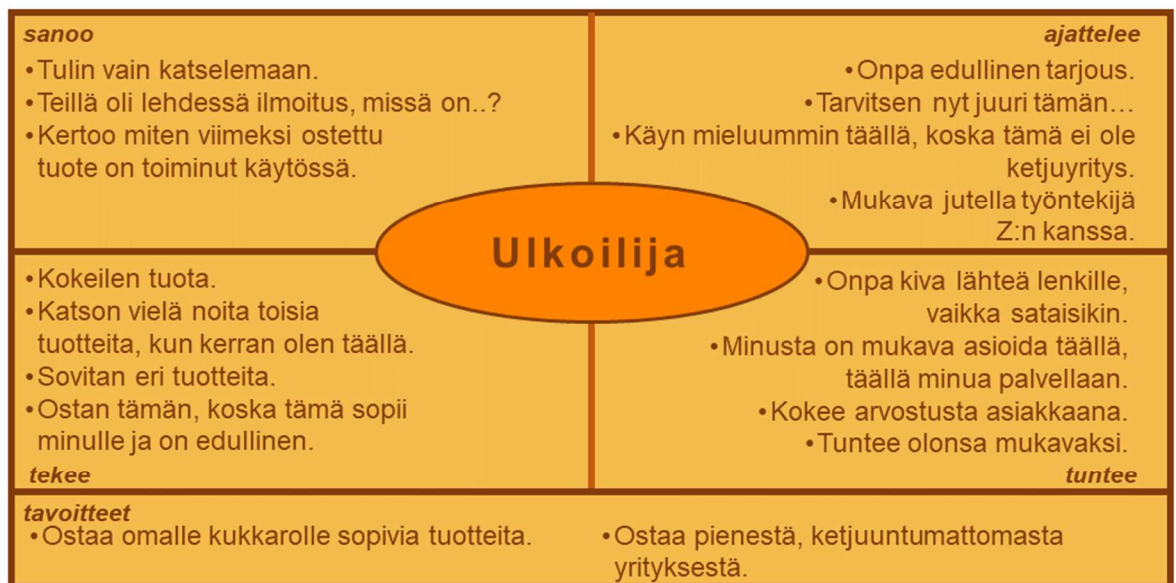 sanoo
•Tulin vain katselemaan.
•Teillä oli lehdessä ilmoitus, missä on..?
•Kertoo miten viimeksi ostettu
tuote on toiminut käytössä.
ajattelee
•Onpa edullinen tarjous.
•Tarvitsen nyt juuri tämän…
•Käyn mieluummin täällä, koska tämä ei ole
ketjuyritys.
•Mukava jutella työntekijä
Z:n kanssa.
Ulkoilija
•Kokeilen tuota.
•Katson vielä noita toisia
tuotteita, kun kerran olen täällä.
•Sovitan eri tuotteita.
•Ostan tämän, koska tämä sopii
minulle ja on edullinen.
tekee
•Onpa kiva lähteä lenkille,
vaikka sataisikin.
•Minusta on mukava asioida täällä,
täällä minua palvellaan.
•Kokee arvostusta asiakkaana.
•Tuntee olonsa mukavaksi.
tuntee
tavoitteet
•Ostaa omalle kukkarolle sopivia tuotteita.
•Ostaa pienestä, ketjuuntumattomasta
yrityksestä.